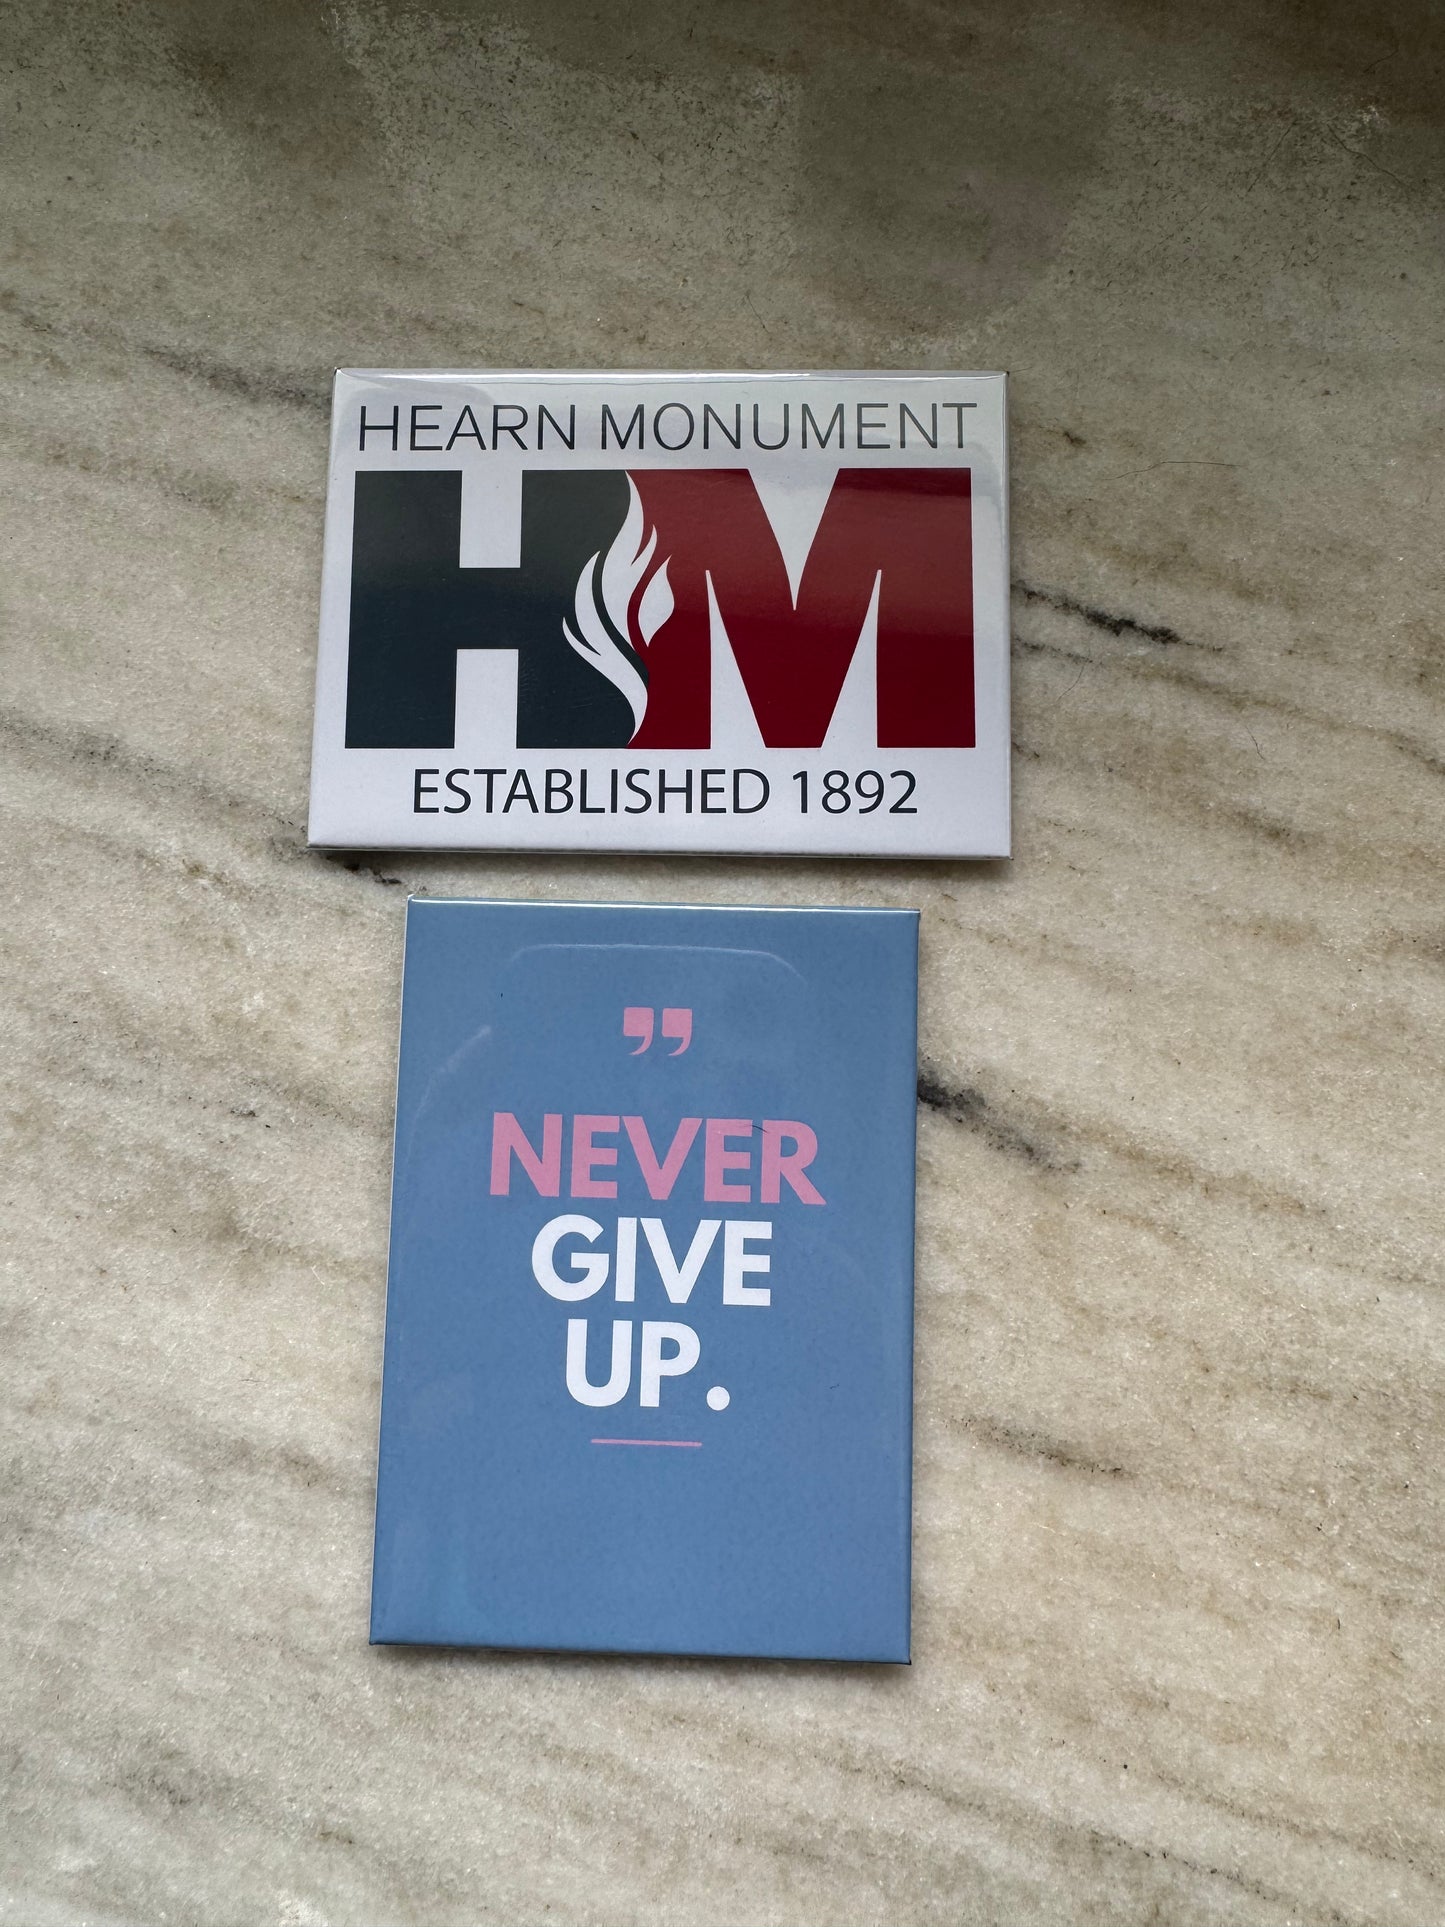 HEARN MONUMENT
HM
ESTABLISHED 1892
”
NEVER
GIVE
UP.